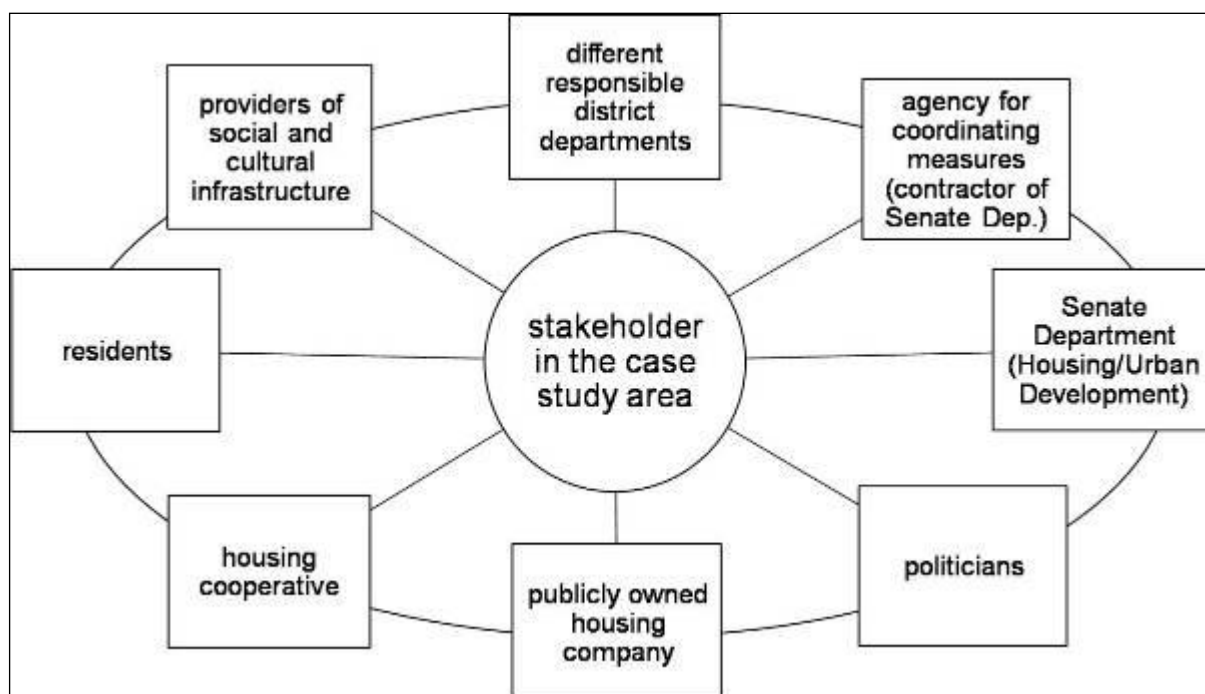 different
responsible
district
departments
agency for
coordinating
measures
(contractor of
Senate Dep.)
Senate
Department
(Housing/Urban
Development)
politicians
publicly owned
housing
company
housing
cooperative
residents
providers of
social and
cultural
infrastructure
stakeholder
in the case
study area